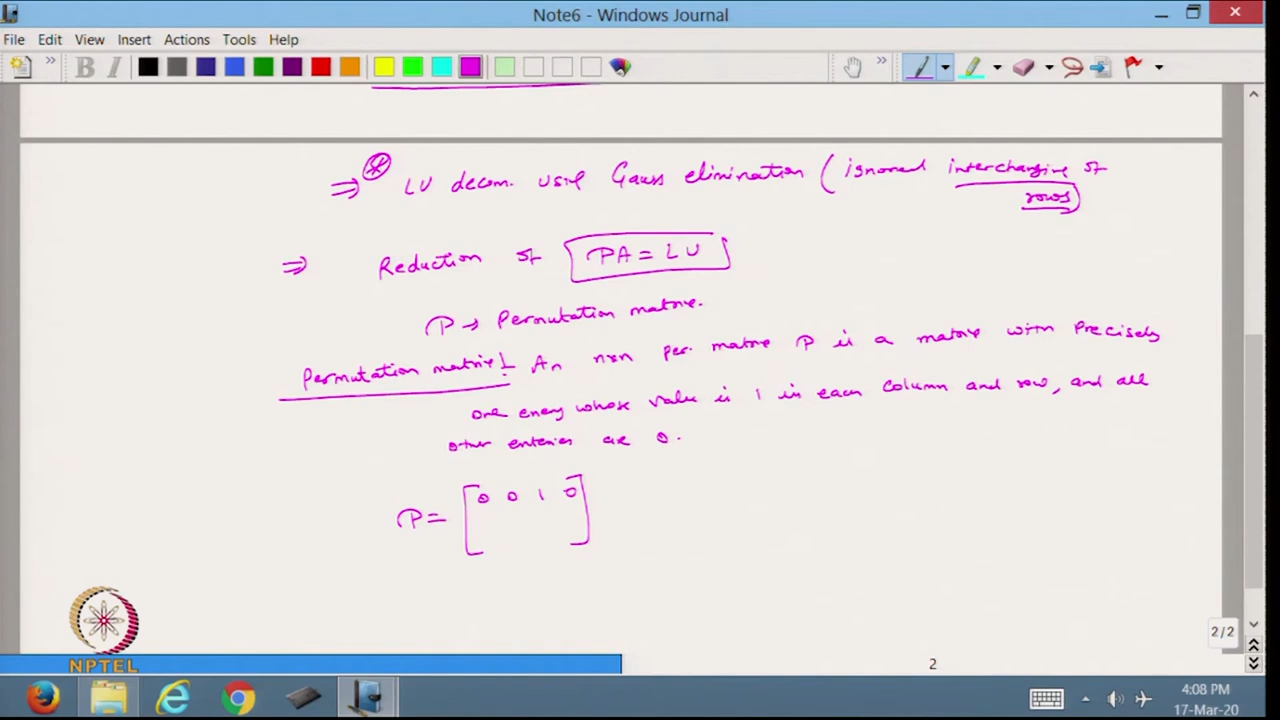 Note6 - Windows Journal
File Edit View Insert Actions Tools Help
⇒ * LU decom. using Gauss elimination (ignored interchanging of
rows)
⇒ Reduction of PA = LU
P → Permutation matrix.
Permutation matrix :- An nxn per. matrix P is a matrix with precisely
one entry whose value is 1 in each column and row, and all
other enteries are 0.
P = [ 0 0 1 0 ]
2/2
NPTEL
2
4:08 PM
17-Mar-20